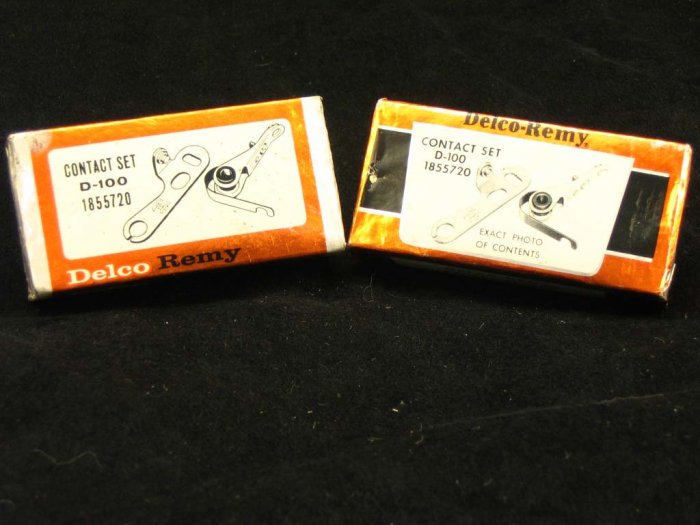 CONTACT SET
D-100
1855720
Delco Remy
Delco-Remy
CONTACT SET
D-100
1855720
EXACT PHOTO
OF CONTENTS